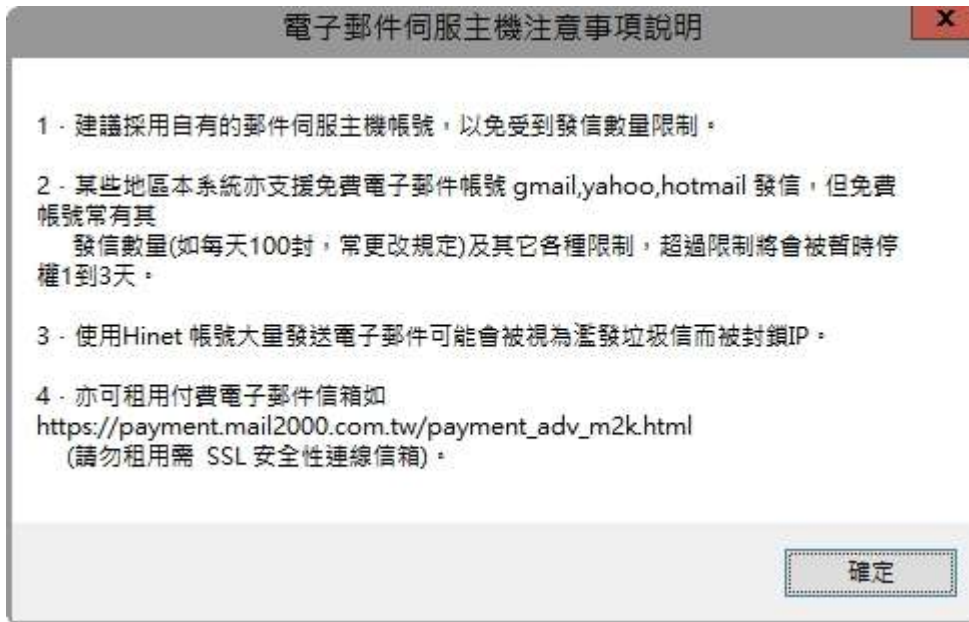 電子郵件伺服主機注意事項說明
1．建議採用自有的郵件伺服主機帳號，以免受到發信數量限制。
2．某些地區本系統亦支援免費電子郵件帳號 gmail,yahoo,hotmail 發信，但免費
帳號常有其
發信數量(如每天100封，常更改規定)及其它各種限制，超過限制將會被暫時停
權1到3天。
3．使用Hinet 帳號大量發送電子郵件可能會被視為濫發垃圾信而被封鎖IP。
4．亦可租用付費電子郵件信箱如
https://payment.mail2000.com.tw/payment_adv_m2k.html
(請勿租用需 SSL 安全性連線信箱)。
確定